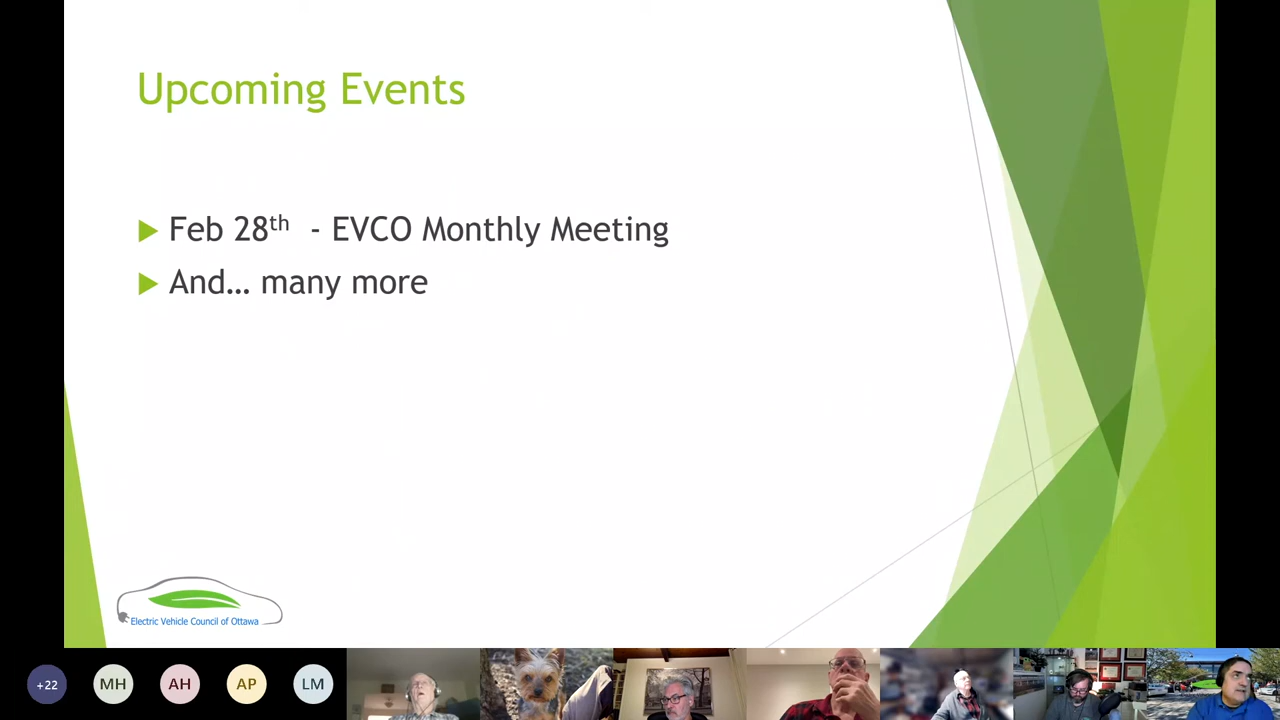 Upcoming Events
Feb 28th - EVCO Monthly Meeting
And... many more
Electric Vehicle Council of Ottawa
+22
MH
AH
AP
LM